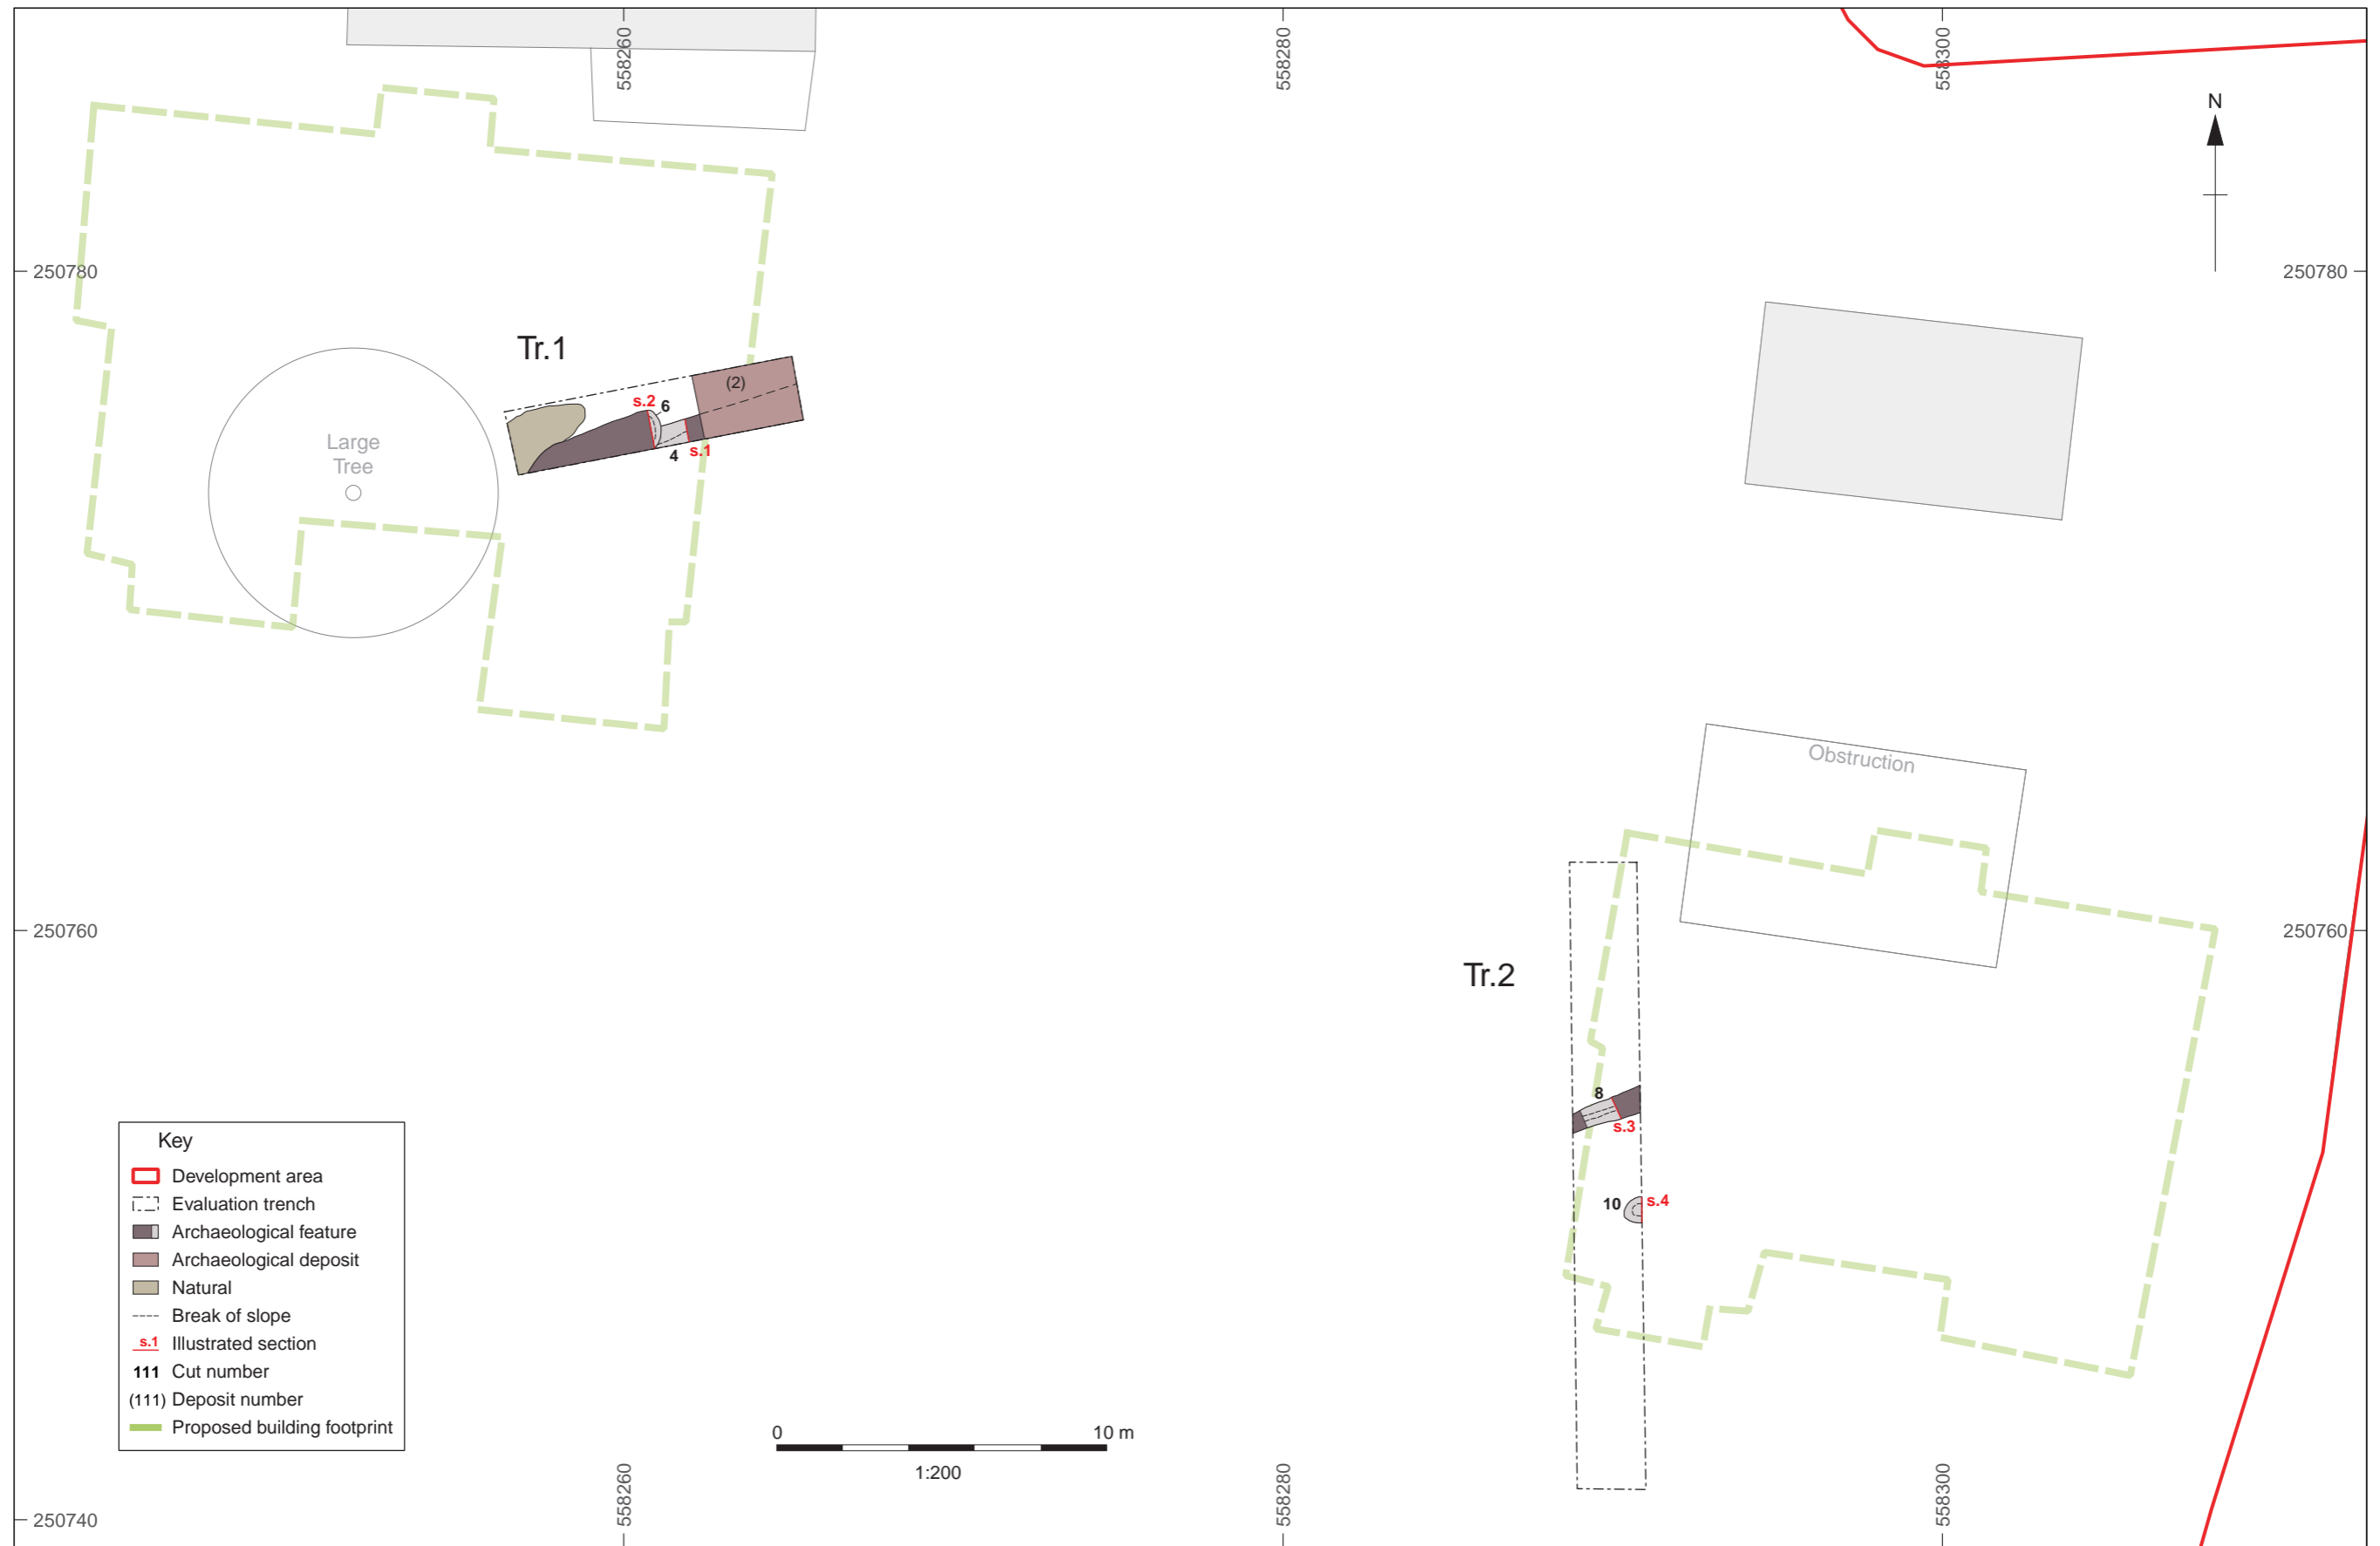 558260
558280
558300
N
250780
250780
Tr.1
(2)
s.2
6
4
s.1
Large
Tree
Obstruction
250760
250760
Tr.2
8
s.3
10
s.4
Key
Development area
Evaluation trench
Archaeological feature
Archaeological deposit
Natural
Break of slope
s.1 Illustrated section
111 Cut number
(111) Deposit number
Proposed building footprint
0 10 m
1:200
250740
558260
558280
558300